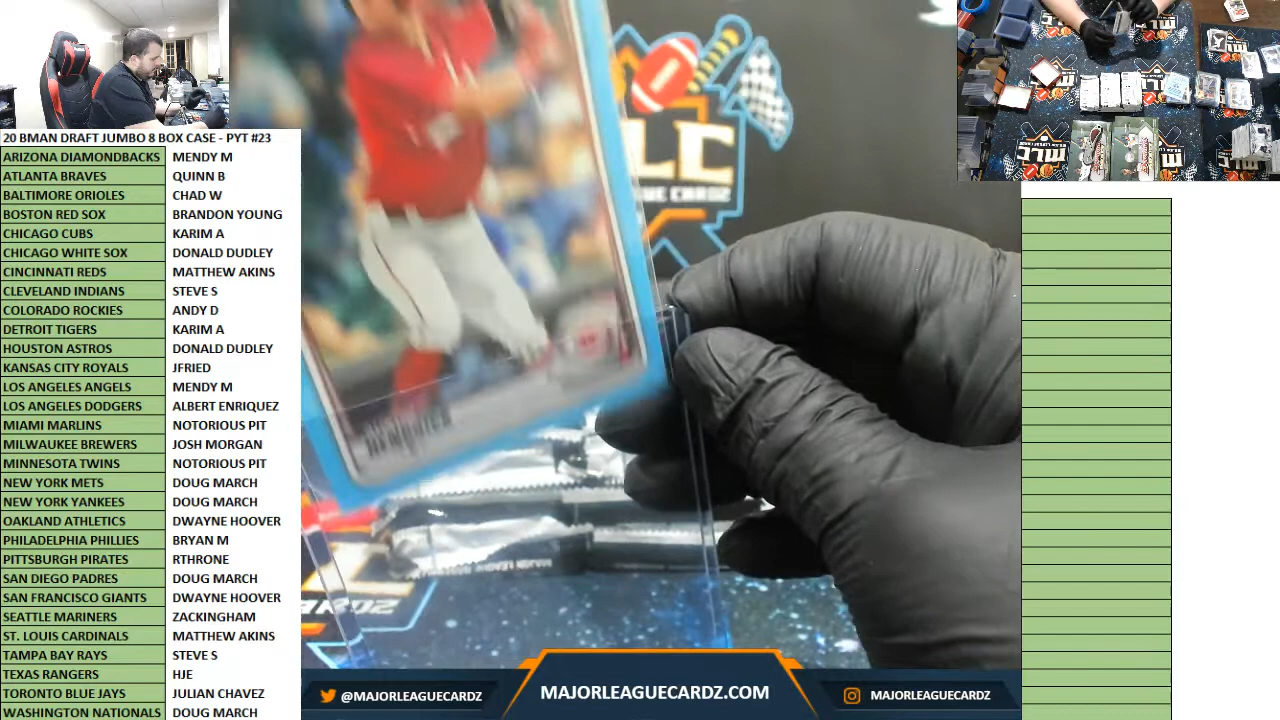 20 BMAN DRAFT JUMBO 8 BOX CASE - PYT #23
ARIZONA DIAMONDBACKS MENDY M
ATLANTA BRAVES QUINN B
BALTIMORE ORIOLES CHAD W
BOSTON RED SOX BRANDON YOUNG
CHICAGO CUBS KARIM A
CHICAGO WHITE SOX DONALD DUDLEY
CINCINNATI REDS MATTHEW AKINS
CLEVELAND INDIANS STEVE S
COLORADO ROCKIES ANDY D
DETROIT TIGERS KARIM A
HOUSTON ASTROS DONALD DUDLEY
KANSAS CITY ROYALS JFRIED
LOS ANGELES ANGELS MENDY M
LOS ANGELES DODGERS ALBERT ENRIQUEZ
MIAMI MARLINS NOTORIOUS PIT
MILWAUKEE BREWERS JOSH MORGAN
MINNESOTA TWINS NOTORIOUS PIT
NEW YORK METS DOUG MARCH
NEW YORK YANKEES DOUG MARCH
OAKLAND ATHLETICS DWAYNE HOOVER
PHILADELPHIA PHILLIES BRYAN M
PITTSBURGH PIRATES RTHRONE
SAN DIEGO PADRES DOUG MARCH
SAN FRANCISCO GIANTS DWAYNE HOOVER
SEATTLE MARINERS ZACKINGHAM
ST. LOUIS CARDINALS MATTHEW AKINS
TAMPA BAY RAYS STEVE S
TEXAS RANGERS HJE
TORONTO BLUE JAYS JULIAN CHAVEZ
WASHINGTON NATIONALS DOUG MARCH
LC
CARDZ
HENDRICK
@MAJORLEAGUECARDZ
MAJORLEAGUECARDZ.COM
MAJORLEAGUECARDZ